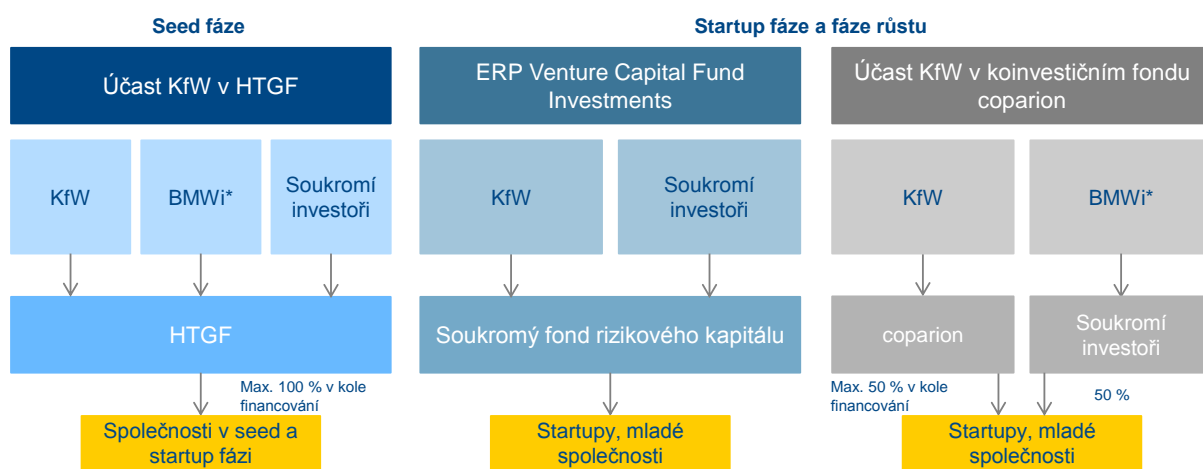 Seed fáze
Startup fáze a fáze růstu
Účast KfW v HTGF
ERP Venture Capital Fund
Investments
Účast KfW v koinvestičním fondu
coparion
KfW
BMWi*
Soukromí
investoři
KfW
Soukromí
investoři
KfW
BMWi*
HTGF
Soukromý fond rizikového kapitálu
coparion
Soukromí
investoři
Max. 100 % v kole
financování
Max. 50 % v kole
financování
50 %
Společnosti v seed a
startup fázi
Startupy, mladé
společnosti
Startupy, mladé
společnosti